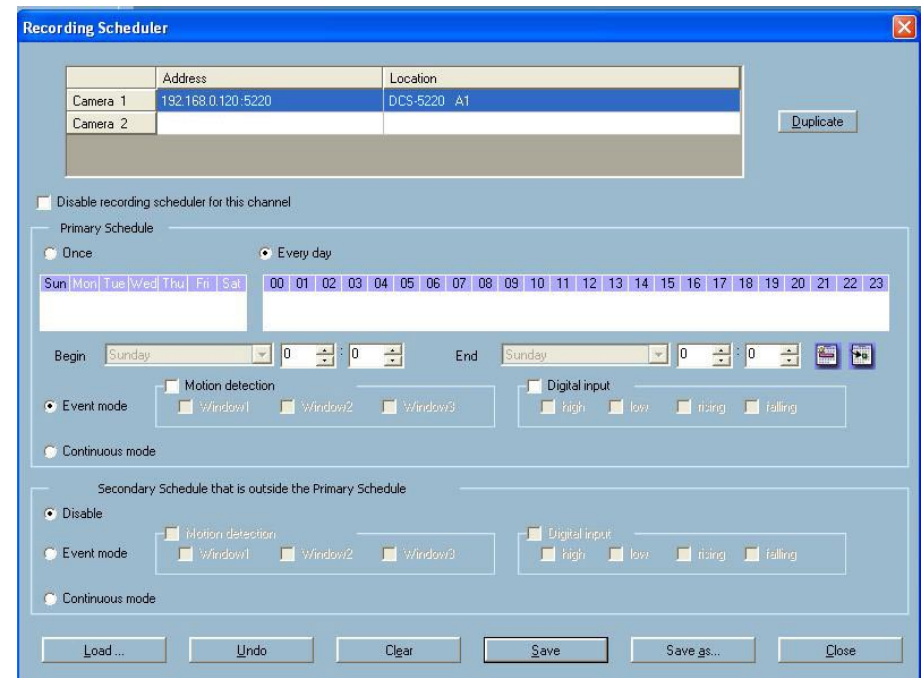 Recording Scheduler
Address Location
Camera 1 192.168.0.120:5220 DCS-5220 A1
Camera 2
Duplicate
Disable recording scheduler for this channel
Primary Schedule
Once Every day
Sun Mon Tue Wed Thu Fri Sat 00 01 02 03 04 05 06 07 08 09 10 11 12 13 14 15 16 17 18 19 20 21 22 23
Begin Sunday 0 : 0 End Sunday 0 : 0
Motion detection Digital input
Event mode Window1 Window2 Window3 high low rising falling
Continuous mode
Secondary Schedule that is outside the Primary Schedule
Disable
Motion detection Digital input
Event mode Window1 Window2 Window3 high low rising falling
Continuous mode
Load ... Undo Clear Save Save as... Close